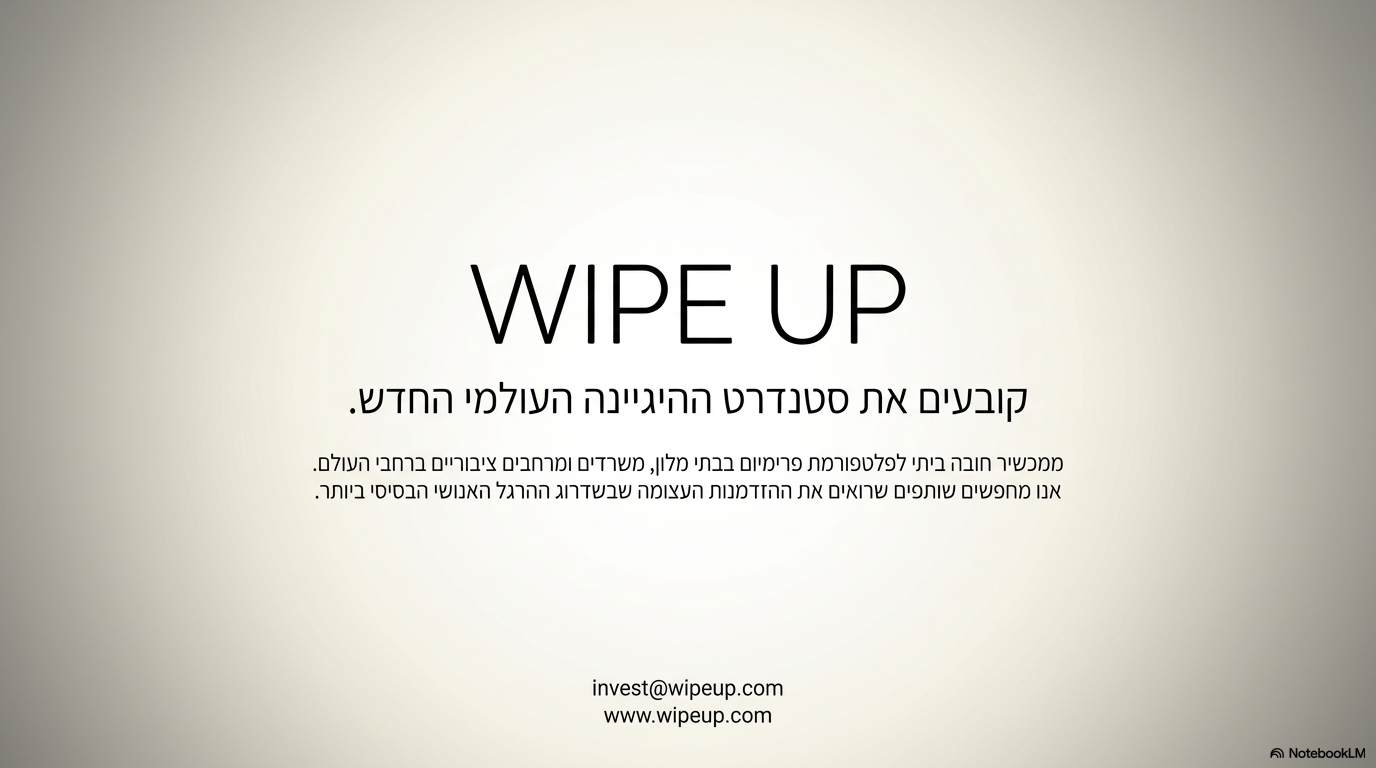 WIPE UP
קובעים את סטנדרט ההיגיינה העולמי החדש.
ממכשיר חובה ביתי לפלטפורמת פרימיום בבתי מלון, משרדים ומרחבים ציבוריים ברחבי העולם.
אנו מחפשים שותפים שרואים את ההזדמנות העצומה שבשדרוג ההרגל האנושי הבסיסי ביותר.
invest@wipeup.com
www.wipeup.com
NotebookLM